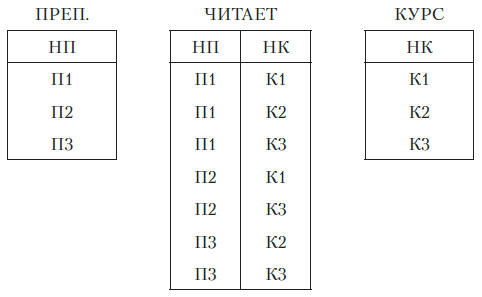 ПРЕП. ЧИТАЕТ КУРС
НП НП НК НК
П1 П1 К1 К1
П2 П1 К2 К2
П3 П1 К3 К3
П2 К1
П2 К3
П3 К2
П3 К3